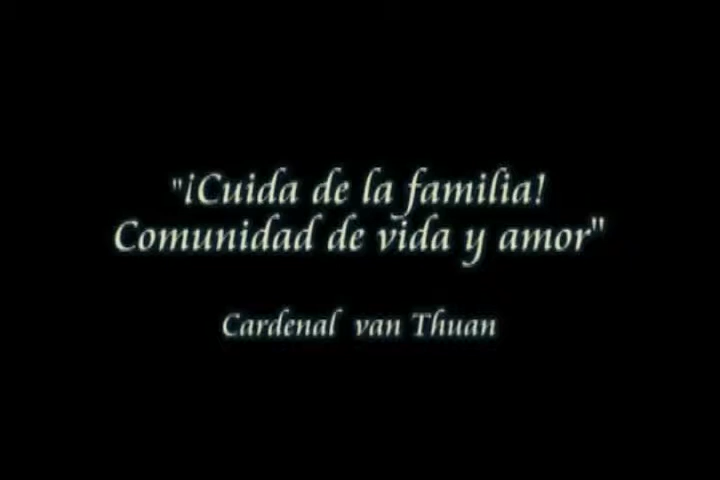 "¡Cuida de la familia!
Comunidad de vida y amor"
Cardenal van Thuan